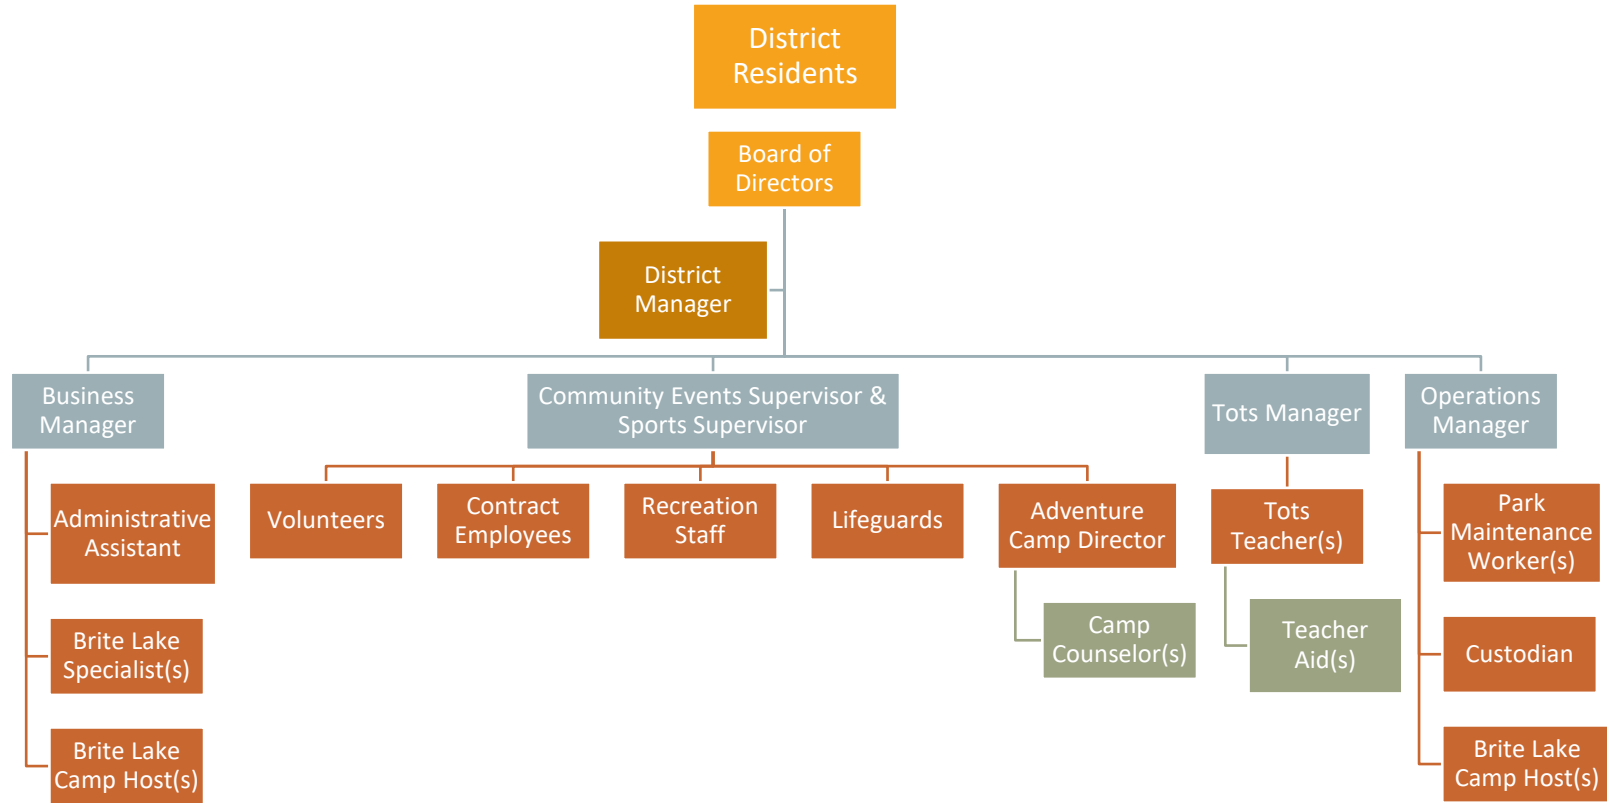 District
Residents
Board of
Directors
District
Manager
Business
Manager
Community Events Supervisor &
Sports Supervisor
Tots Manager
Operations
Manager
Administrative
Assistant
Volunteers
Contract
Employees
Recreation
Staff
Lifeguards
Adventure
Camp Director
Tots
Teacher(s)
Park
Maintenance
Worker(s)
Brite Lake
Specialist(s)
Camp
Counselor(s)
Teacher
Aid(s)
Custodian
Brite Lake
Camp Host(s)
Brite Lake
Camp Host(s)